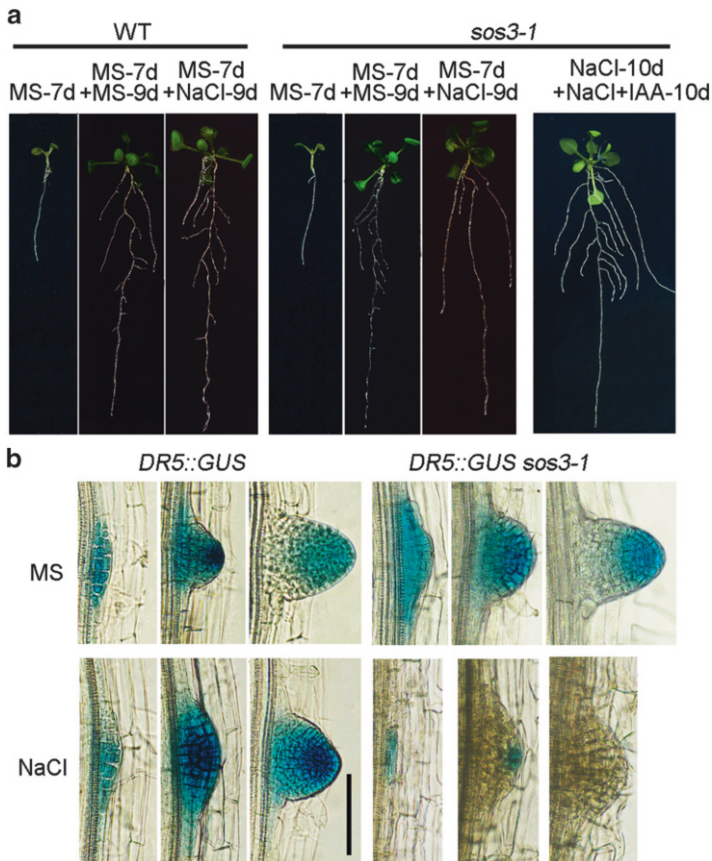 a
WT
sos3-1
MS-7d
MS-7d
+MS-9d
MS-7d
+NaCl-9d
MS-7d
MS-7d
+MS-9d
MS-7d
+NaCl-9d
NaCl-10d
+NaCl+IAA-10d
b
DR5::GUS
DR5::GUS sos3-1
MS
NaCl